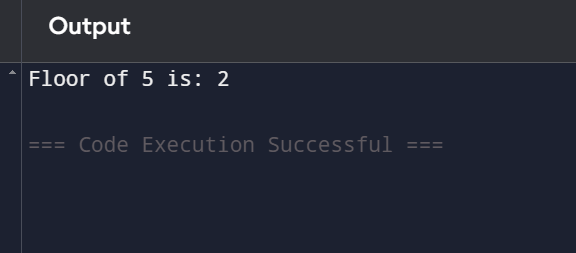 Output
Floor of 5 is: 2
=== Code Execution Successful ===